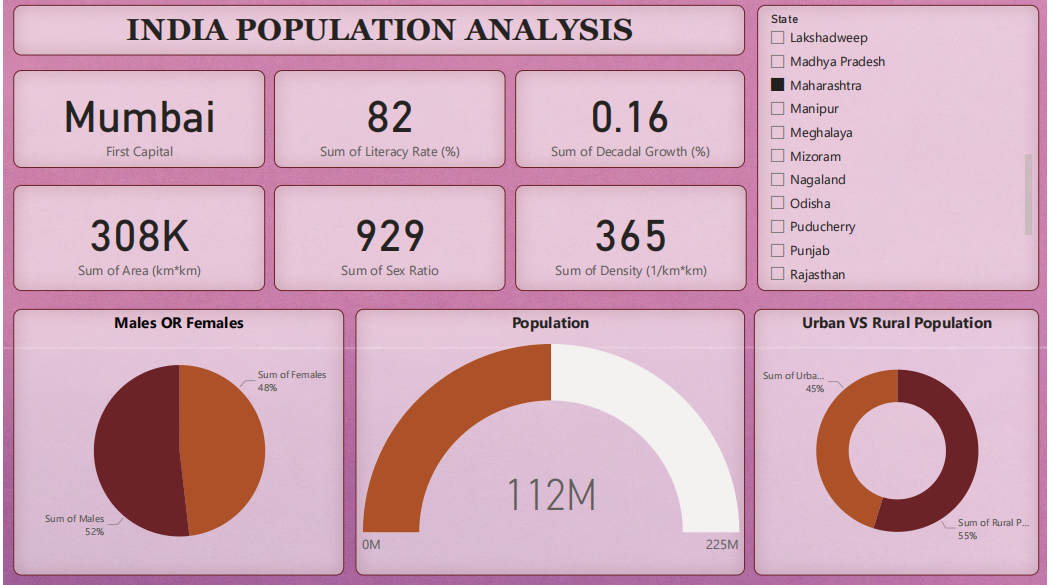 INDIA POPULATION ANALYSIS
Mumbai
First Capital
82
Sum of Literacy Rate (%)
0.16
Sum of Decadal Growth (%)
308K
Sum of Area (km*km)
929
Sum of Sex Ratio
365
Sum of Density (1/km*km)
State
Lakshadweep
Madhya Pradesh
Maharashtra
Manipur
Meghalaya
Mizoram
Nagaland
Odisha
Puducherry
Punjab
Rajasthan
Males OR Females
Sum of Females
48%
Sum of Males
52%
Population
112M
0M
225M
Urban VS Rural Population
Sum of Urba...
45%
Sum of Rural P...
55%